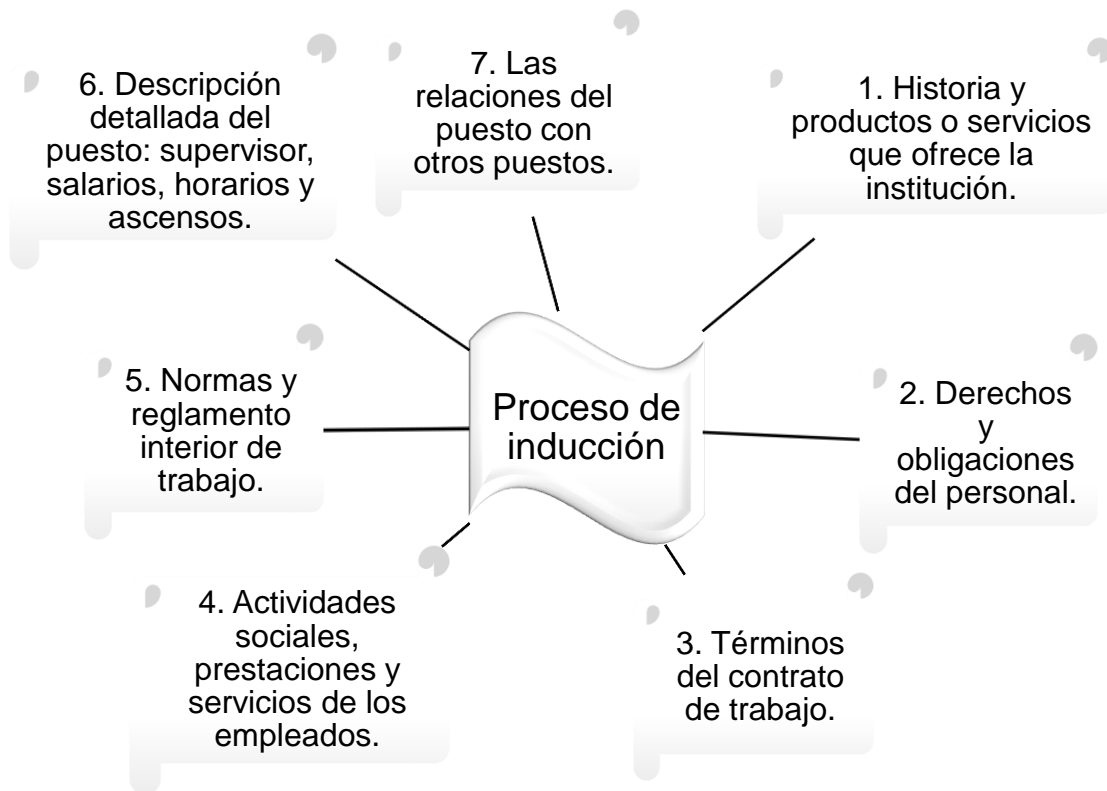 6. Descripción
detallada del
puesto: supervisor,
salarios, horarios y
ascensos.
7. Las
relaciones del
puesto con
otros puestos.
1. Historia y
productos o servicios
que ofrece la
institución.
5. Normas y
reglamento
interior de
trabajo.
Proceso de
inducción
2. Derechos
y
obligaciones
del personal.
4. Actividades
sociales,
prestaciones y
servicios de los
empleados.
3. Términos
del contrato
de trabajo.